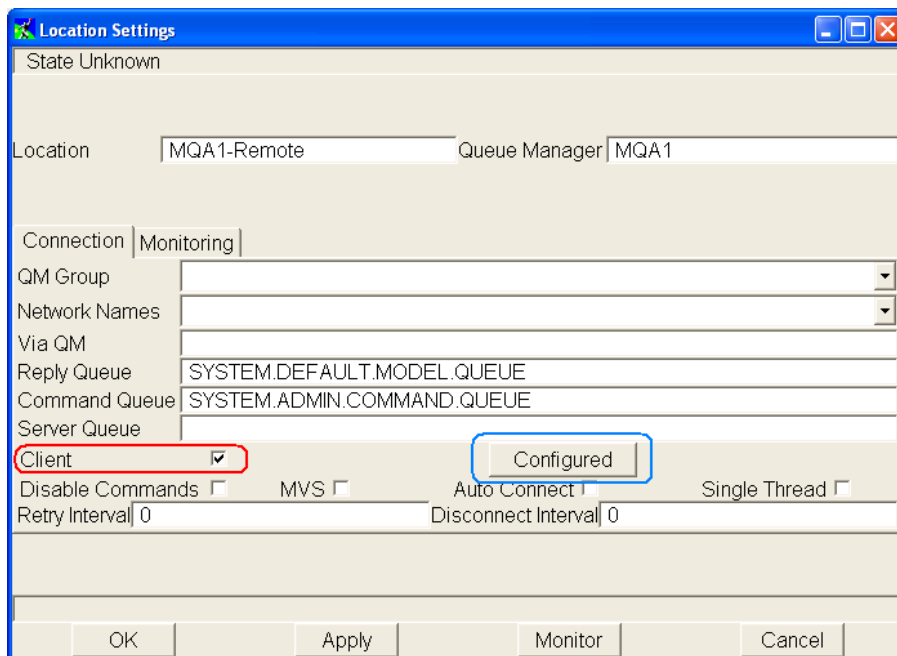 Location Settings
State Unknown
Location MQA1-Remote Queue Manager MQA1
Connection Monitoring
QM Group
Network Names
Via QM
Reply Queue SYSTEM.DEFAULT.MODEL.QUEUE
Command Queue SYSTEM.ADMIN.COMMAND.QUEUE
Server Queue
Client Configured
Disable Commands MVS Auto Connect Single Thread
Retry Interval 0 Disconnect Interval 0
OK Apply Monitor Cancel